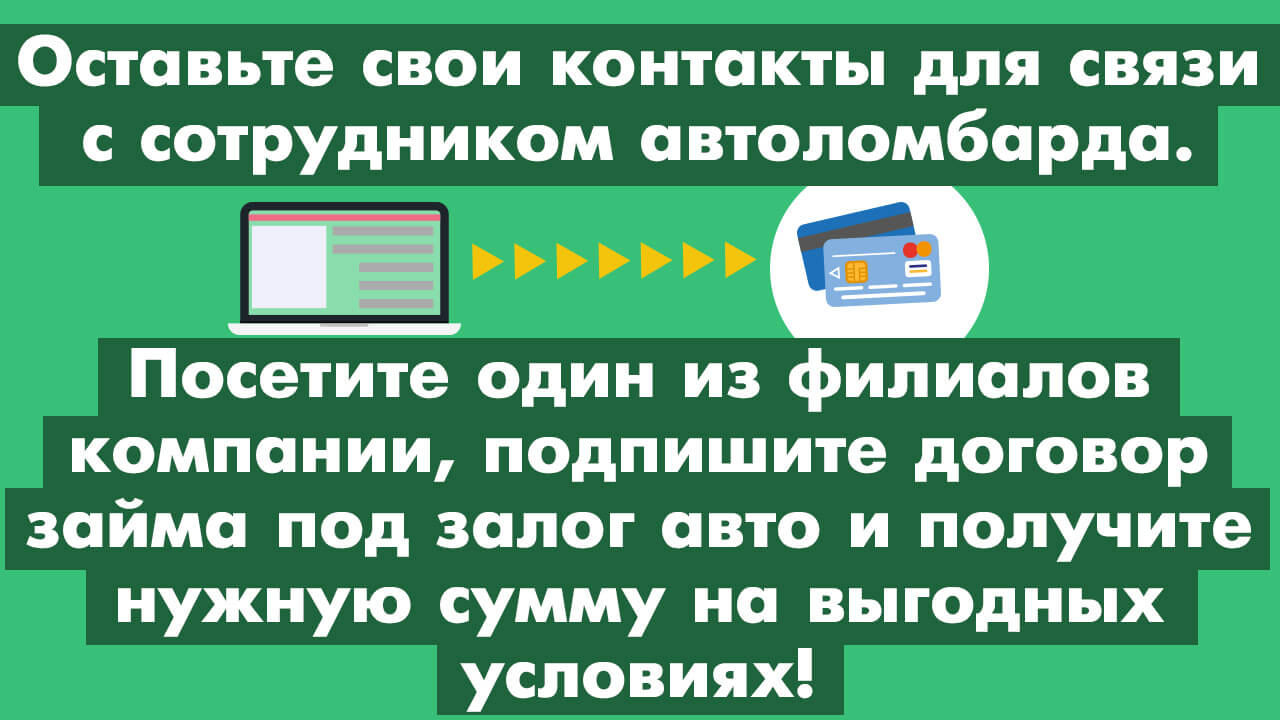 Оставьте свои контакты для связи
с сотрудником автоломбарда.
Посетите один из филиалов
компании, подпишите договор
займа под залог авто и получите
нужную сумму на выгодных
условиях!